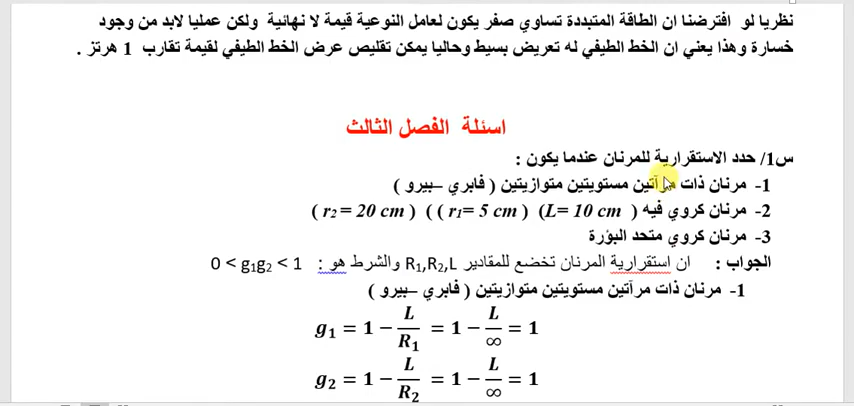 نظريا لو افترضنا ان الطاقة المتبددة تساوي صفر يكون لعامل النوعية قيمة لا نهائية ولكن عمليا لابد من وجود
خسارة وهذا يعني ان الخط الطيفي له تعريض بسيط وحاليا يمكن تقليص عرض الخط الطيفي لقيمة تقارب 1 هرتز .
اسئلة الفصل الثالث
س1/ حدد الاستقرارية للمرنان عندما يكون :
1- مرنان ذات مرآتين مستويتين متوازيتين ( فابري –بيرو )
2- مرنان كروي فيه ( r2 = 20 cm ) ( ( r1= 5 cm ) (L= 10 cm )
3- مرنان كروي متحد البؤرة
الجواب : ان استقرارية المرنان تخضع للمقادير R1,R2,L والشرط هو : 0 < g1g2 < 1
1- مرنان ذات مرآتين مستويتين متوازيتين ( فابري –بيرو )
g₁ = 1 − L/R₁ = 1 − L/∞ = 1
g₂ = 1 − L/R₂ = 1 − L/∞ = 1